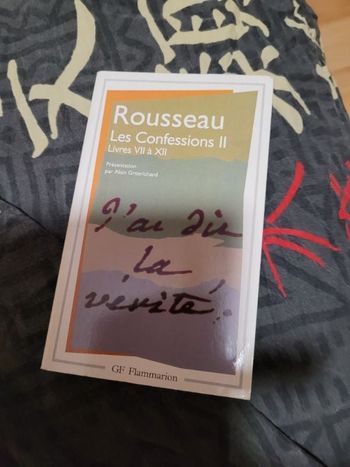 Rousseau
Les Confessions II
Livres VII à XII
Présentation
par Alain Grosrichard
J'ai dit
la
vérité.
GF Flammarion